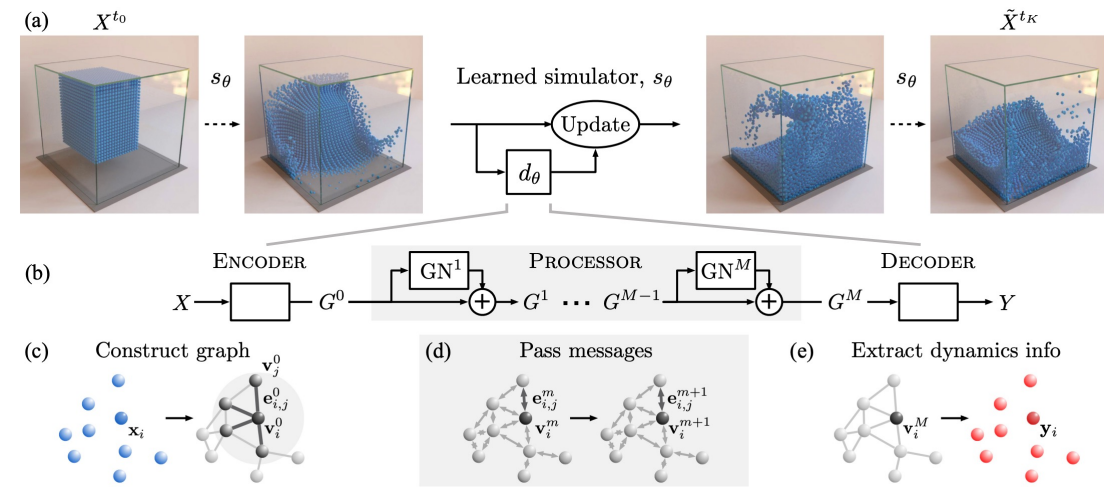 (a)
X^{t_0}
s_θ
Learned simulator, s_θ
Update
d_θ
s_θ
X̃^{t_K}
(b)
ENCODER
PROCESSOR
DECODER
X
G^0
GN^1
+
G^1
...
G^{M−1}
GN^M
+
G^M
Y
(c)
Construct graph
x_i
v_j^0
e_{i,j}^0
v_i^0
(d)
Pass messages
e_{i,j}^m
v_i^m
e_{i,j}^{m+1}
v_i^{m+1}
(e)
Extract dynamics info
v_i^M
y_i